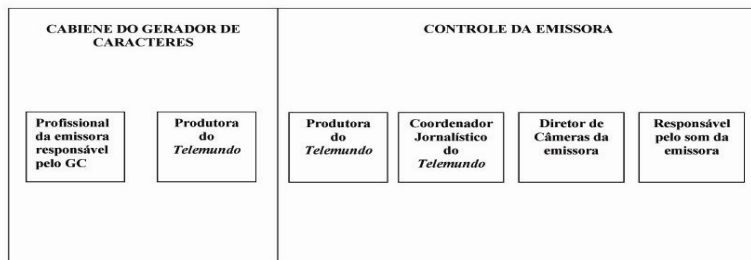 CABIENE DO GERADOR DE
CARACTERES
CONTROLE DA EMISSORA
Profissional
da emissora
responsável
pelo GC
Produtora
do
Telemundo
Produtora
do
Telemundo
Coordenador
Jornalístico
do
Telemundo
Diretor de
Câmeras da
emissora
Responsável
pelo som da
emissora